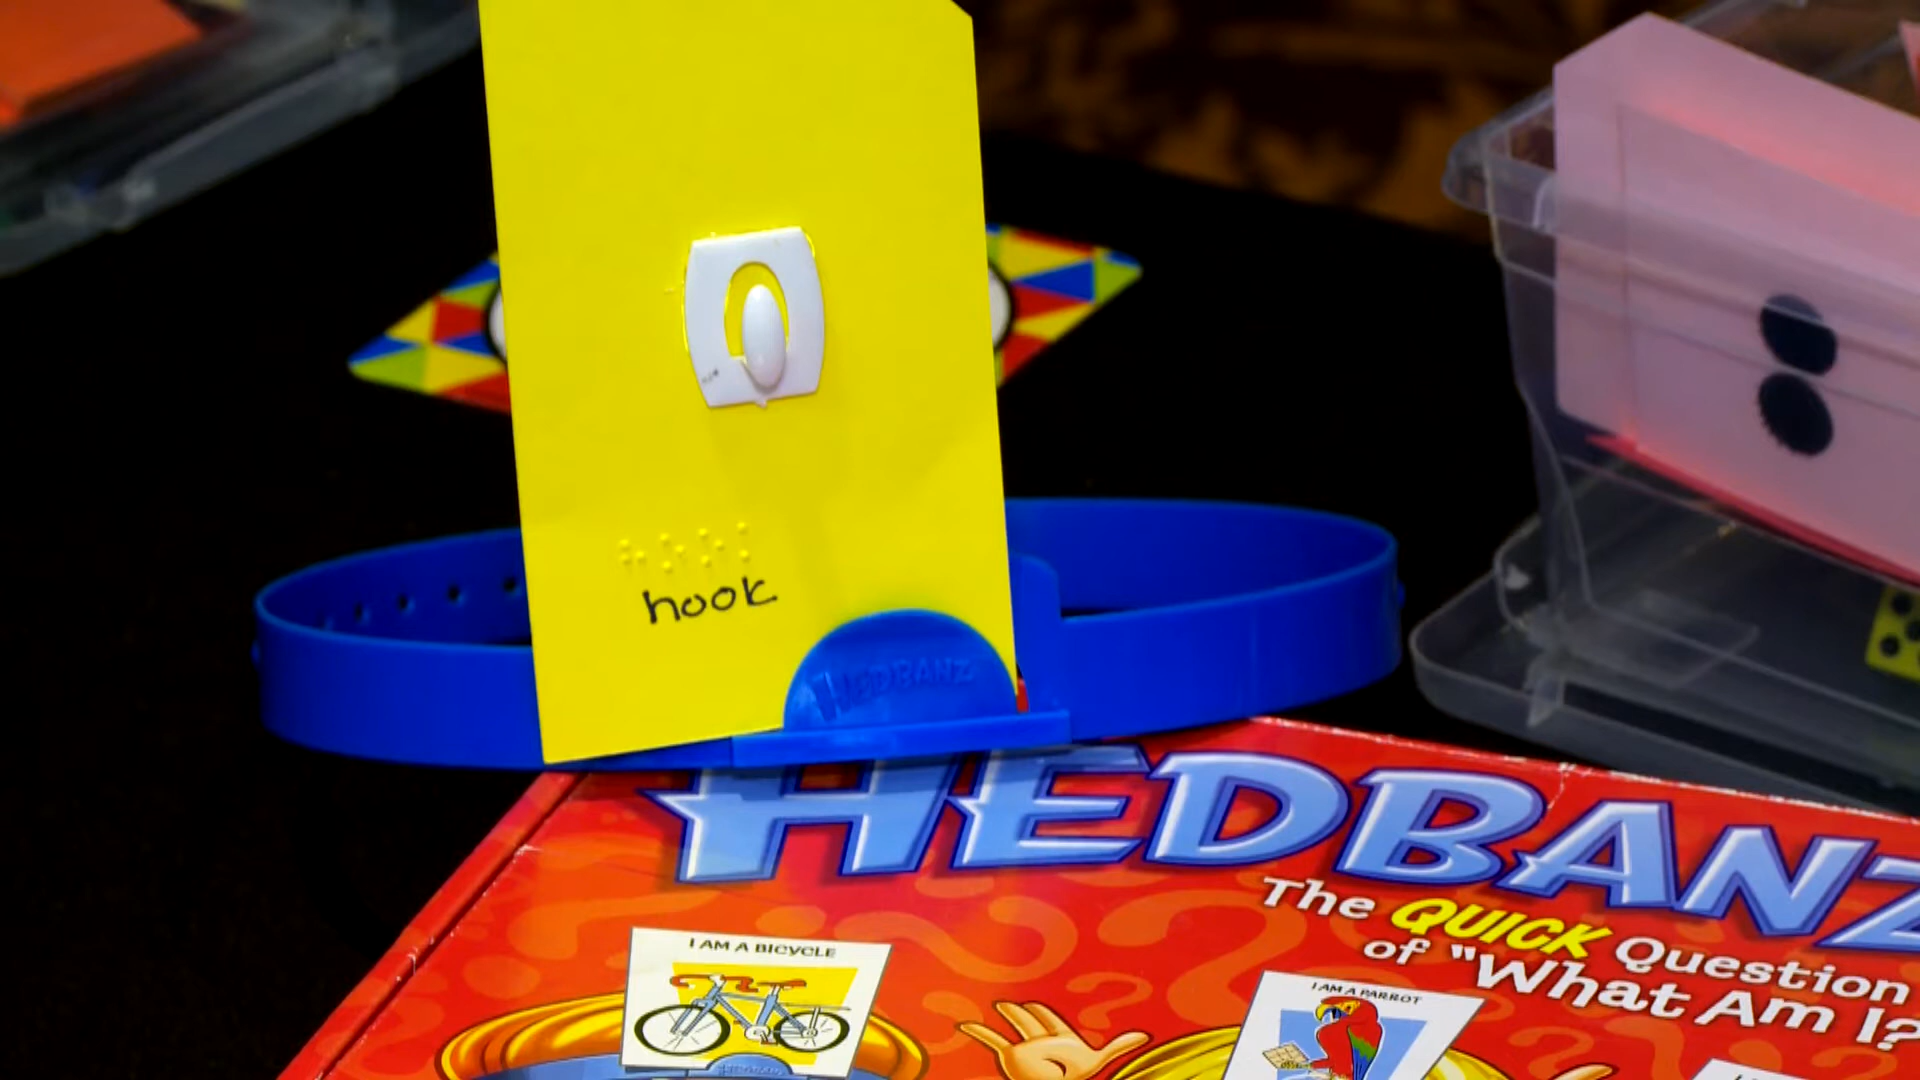 hook
HEDBANZ
HEDBANZ
The QUICK Question
of "What Am I?
I AM A BICYCLE
I AM A PARROT